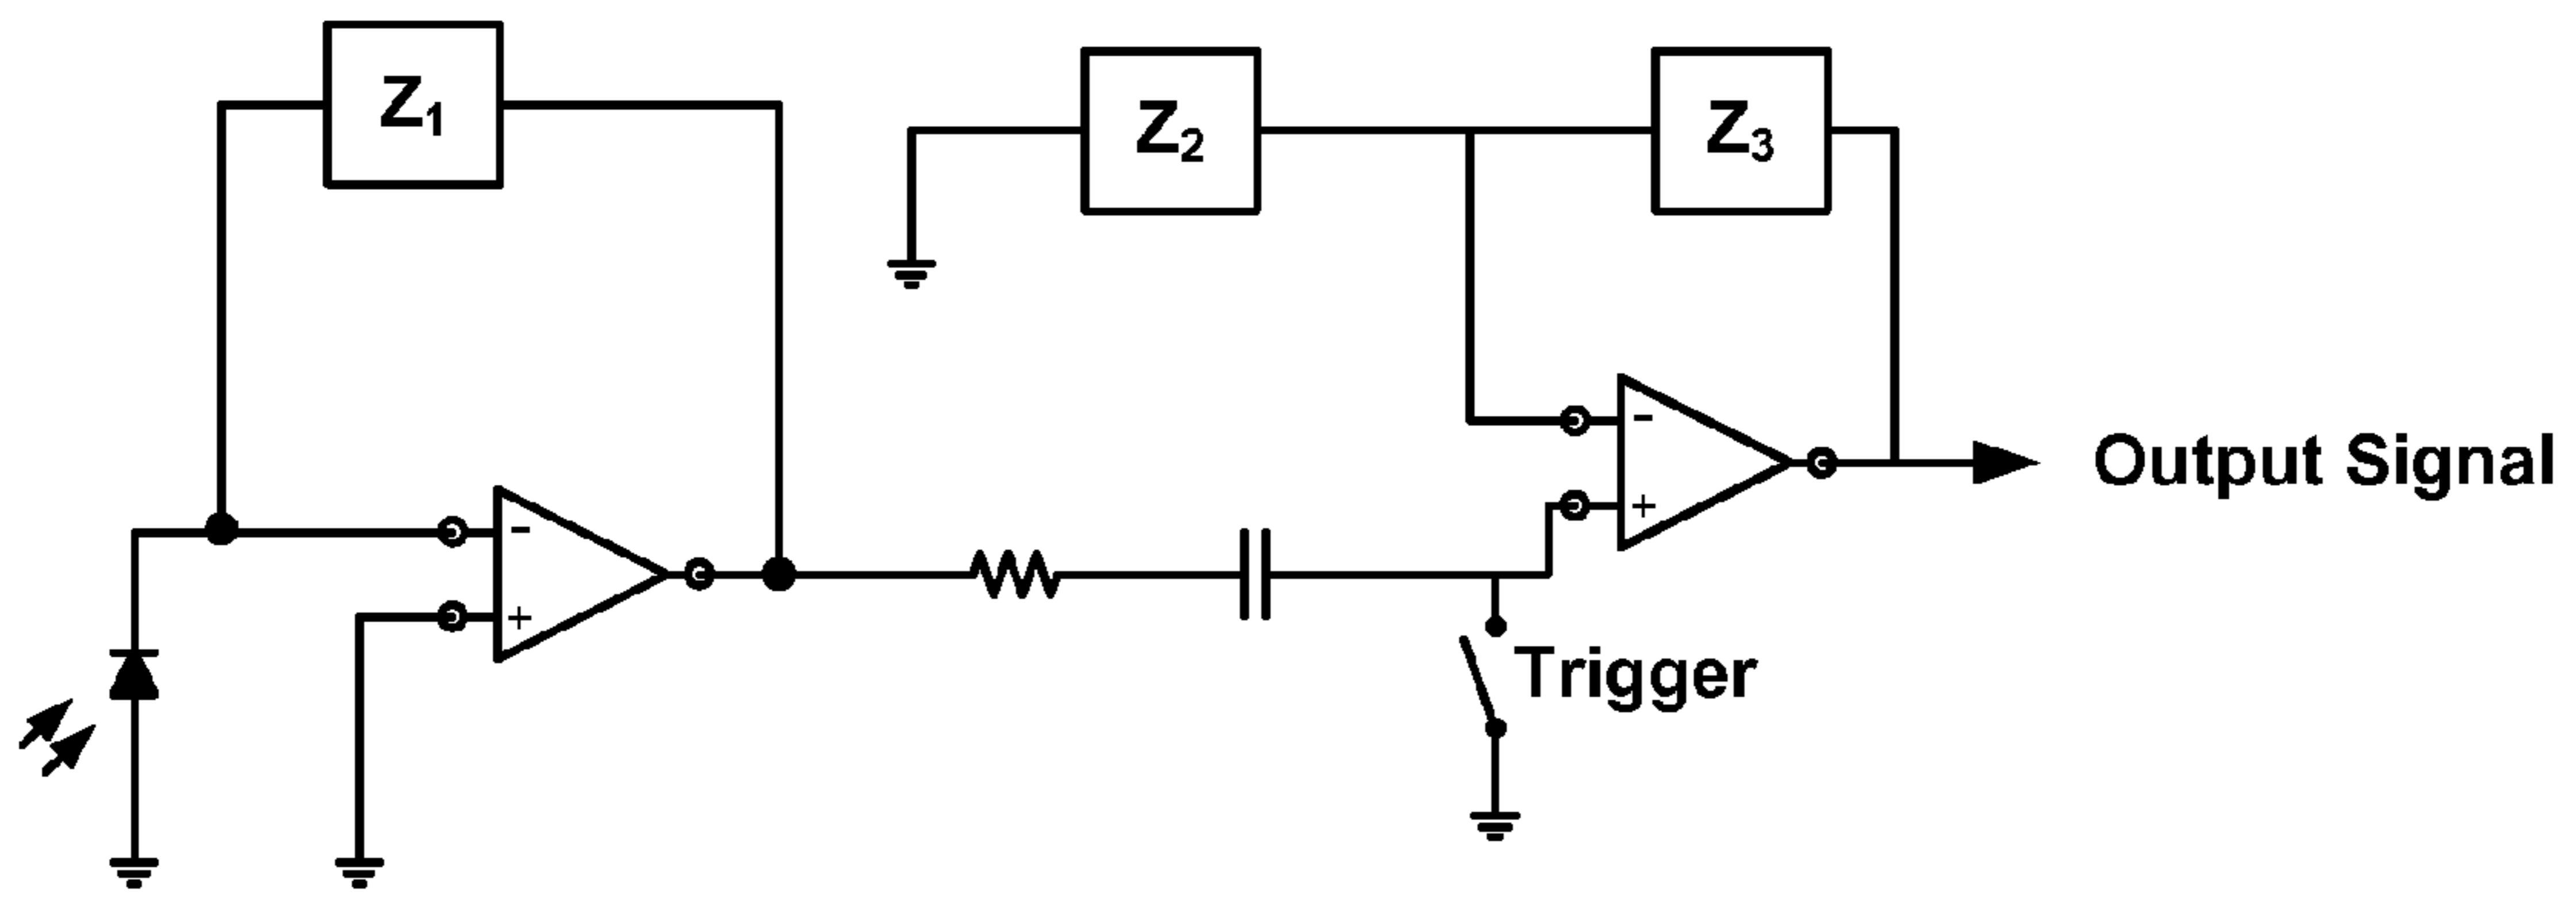 Z₁
Z₂
Z₃
-
+
Output Signal
-
+
Trigger